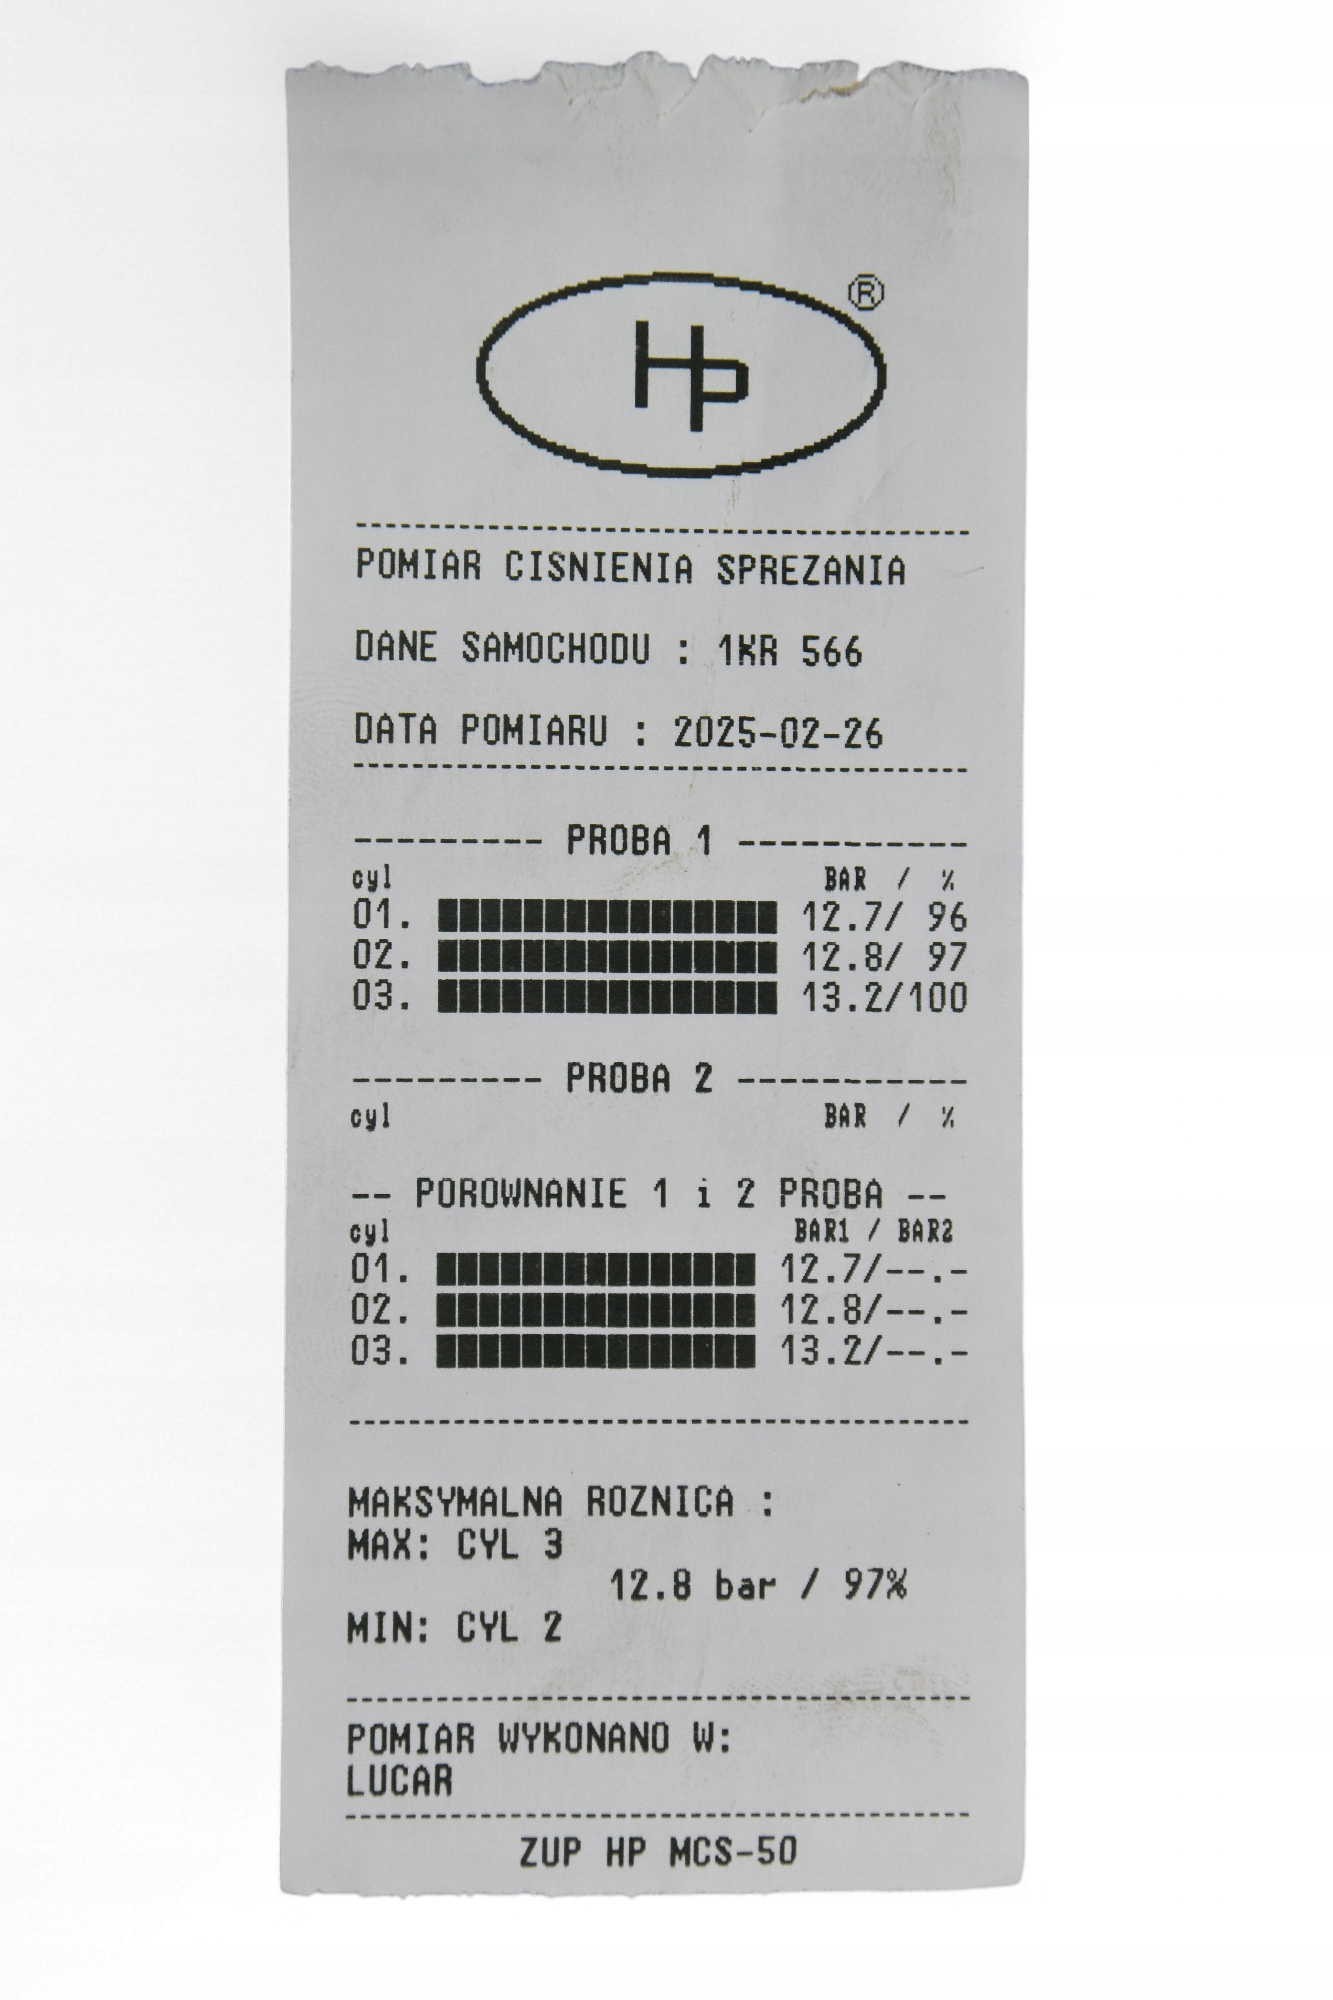 HP ®
POMIAR CISNIENIA SPREZANIA
DANE SAMOCHODU : 1KR 566
DATA POMIARU : 2025-02-26
--------- PROBA 1 -----------
cyl BAR / %
01. 12.7/ 96
02. 12.8/ 97
03. 13.2/100
--------- PROBA 2 -----------
cyl BAR / %
-- POROWNANIE 1 i 2 PROBA --
cyl BAR1 / BAR2
01. 12.7/--.-
02. 12.8/--.-
03. 13.2/--.-
MAKSYMALNA ROZNICA :
MAX: CYL 3
12.8 bar / 97%
MIN: CYL 2
POMIAR WYKONANO W:
LUCAR
ZUP HP MCS-50